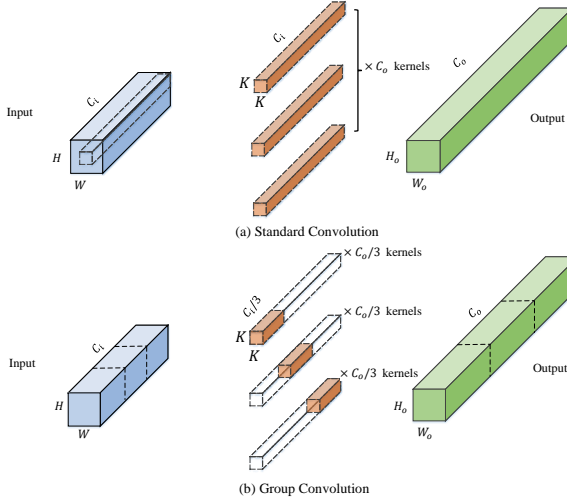 C_i
Input
H
W
C_i
K
K
× C_o kernels
C_o
Output
H_o
W_o
(a) Standard Convolution
× C_o/3 kernels
C_i/3
K
K
× C_o/3 kernels
× C_o/3 kernels
C_i
Input
H
W
C_o
Output
H_o
W_o
(b) Group Convolution